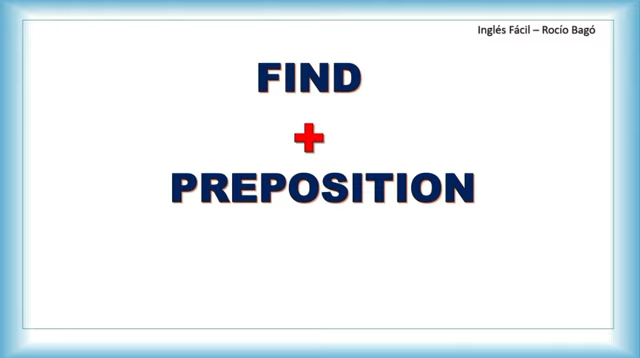 Inglés Fácil – Rocío Bagó
FIND
+
PREPOSITION